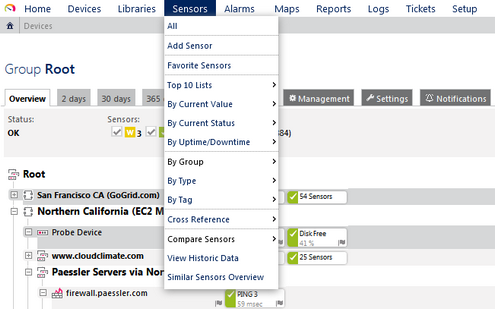 Home Devices Libraries Sensors Alarms Maps Reports Logs Tickets Setup
Devices
All
Add Sensor
Favorite Sensors
Top 10 Lists
By Current Value
By Current Status
By Uptime/Downtime
By Group
By Type
By Tag
Cross Reference
Compare Sensors
View Historic Data
Similar Sensors Overview
Group Root
Overview 2 days 30 days 365 Management Settings Notifications
Status: Sensors:
OK W 3 84)
Root
San Francisco CA (GoGrid.com) 54 Sensors
Northern California (EC2 M
Probe Device Disk Free
41 %
www.cloudclimate.com 25 Sensors
Paessler Servers via Nor
firewall.paessler.com PING 3
59 msec